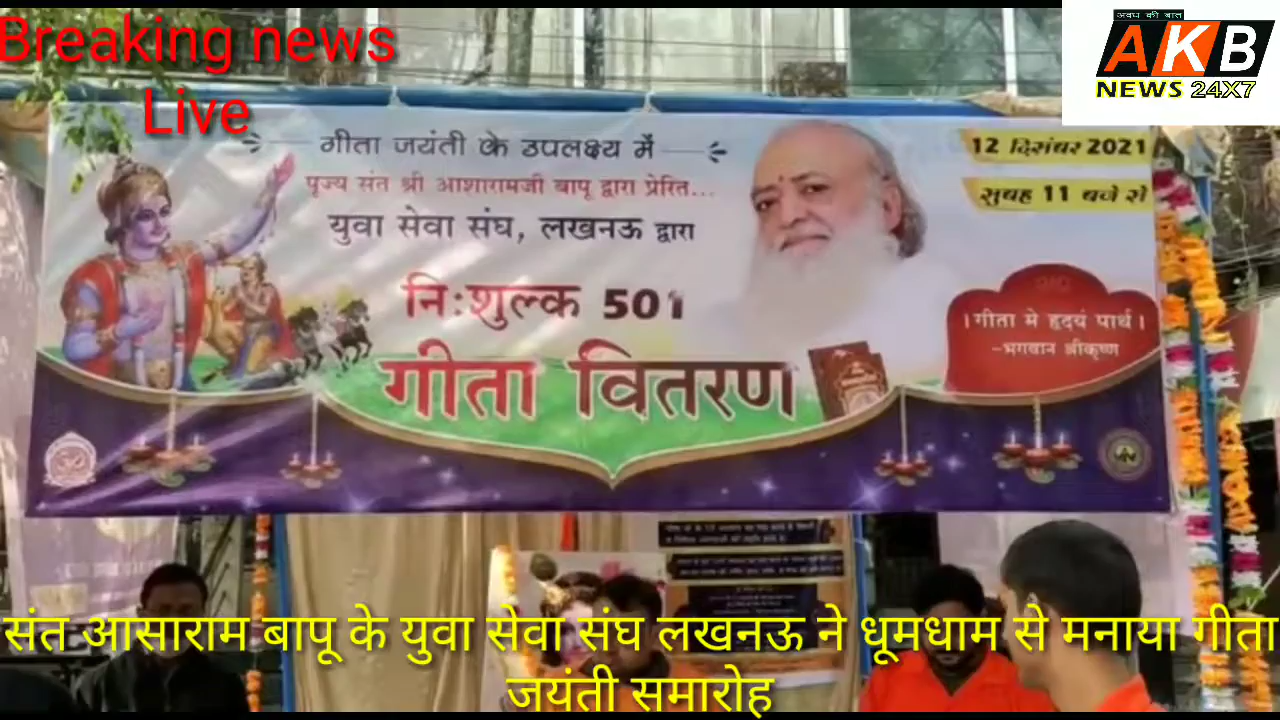 Breaking news
Live
अवध की बात
AKB
NEWS 24X7
गीता जयंती के उपलक्ष्य में
पूज्य संत श्री आशारामजी बापू द्वारा प्रेरित...
युवा सेवा संघ, लखनऊ द्वारा
नि:शुल्क 501
गीता वितरण
12 दिसंबर 2021
सुबह 11 बजे से
। गीता मे हृदयं पार्थ ।
-भगवान श्रीकृष्ण
संत आसाराम बापू के युवा सेवा संघ लखनऊ ने धूमधाम से मनाया गीता
जयंती समारोह